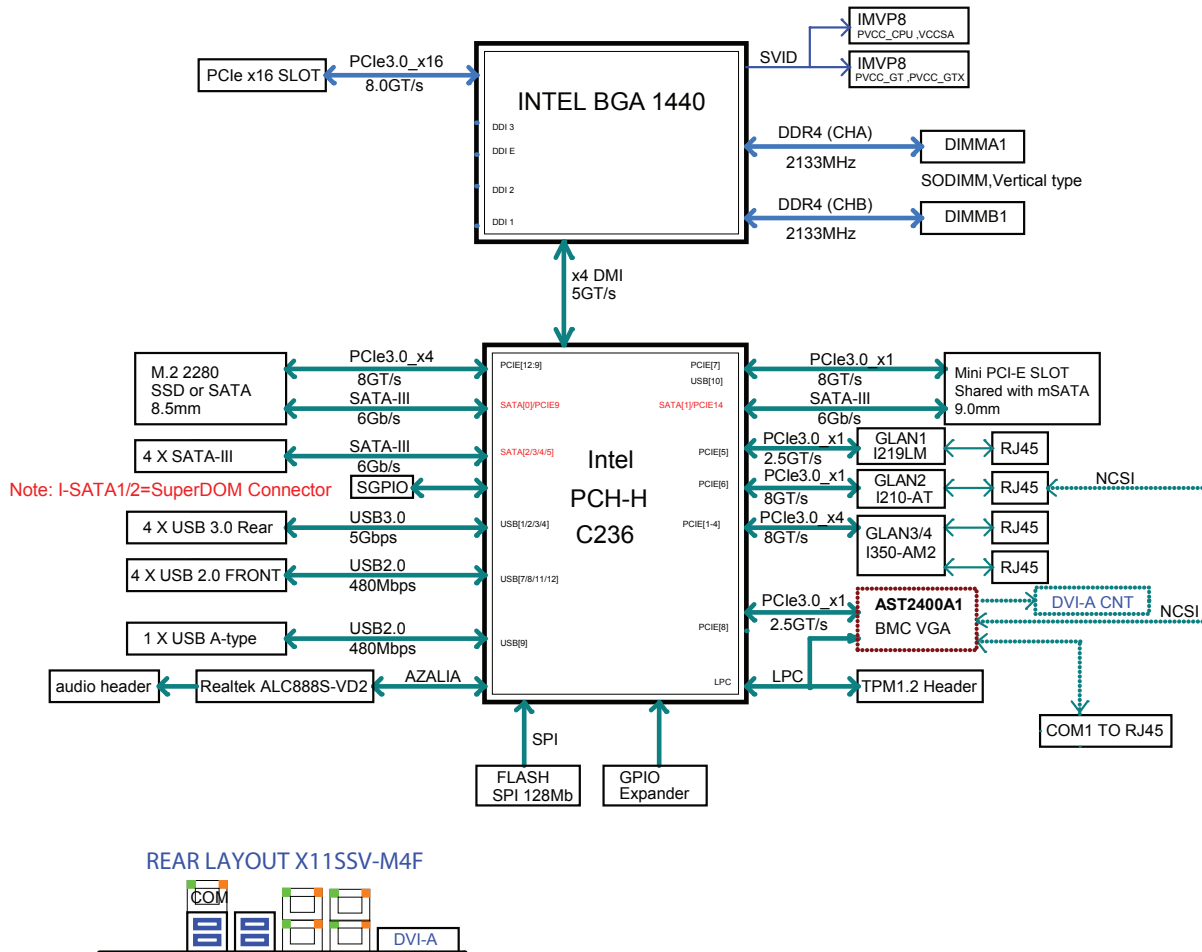 IMVP8
PVCC_CPU ,VCCSA
SVID
IMVP8
PVCC_GT ,PVCC_GTX
PCIe x16 SLOT
PCIe3.0_x16
8.0GT/s
INTEL BGA 1440
DDI 3
DDI E
DDI 2
DDI 1
DDR4 (CHA)
2133MHz
DIMMA1
SODIMM,Vertical type
DDR4 (CHB)
2133MHz
DIMMB1
x4 DMI
5GT/s
M.2 2280
SSD or SATA
8.5mm
PCIe3.0_x4
8GT/s
SATA-III
6Gb/s
4 X SATA-III
SATA-III
6Gb/s
Note: I-SATA1/2=SuperDOM Connector
SGPIO
4 X USB 3.0 Rear
USB3.0
5Gbps
4 X USB 2.0 FRONT
USB2.0
480Mbps
1 X USB A-type
USB2.0
480Mbps
audio header
Realtek ALC888S-VD2
AZALIA
PCIE[12:9]
SATA[0]/PCIE9
SATA[2/3/4/5]
USB[1/2/3/4]
USB[7/8/11/12]
USB[9]
Intel
PCH-H
C236
PCIE[7]
USB[10]
SATA[1]/PCIE14
PCIE[5]
PCIE[6]
PCIE[1-4]
PCIE[8]
LPC
PCIe3.0_x1
8GT/s
SATA-III
6Gb/s
Mini PCI-E SLOT
Shared with mSATA
9.0mm
PCIe3.0_x1
2.5GT/s
GLAN1
I219LM
RJ45
PCIe3.0_x1
8GT/s
GLAN2
I210-AT
RJ45
NCSI
PCIe3.0_x4
8GT/s
GLAN3/4
I350-AM2
RJ45
RJ45
PCIe3.0_x1
2.5GT/s
AST2400A1
BMC VGA
DVI-A CNT
NCSI
LPC
TPM1.2 Header
COM1 TO RJ45
SPI
FLASH
SPI 128Mb
GPIO
Expander
REAR LAYOUT X11SSV-M4F
COM
DVI-A